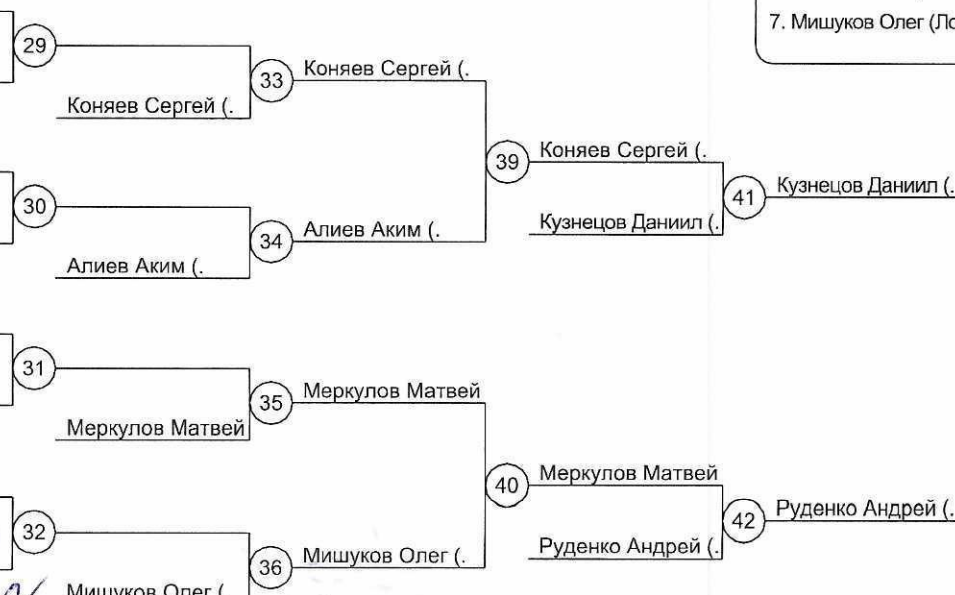 7. Мишуков Олег (Ло
29
33
Коняев Сергей (.
Коняев Сергей (.
39
Коняев Сергей (.
41
Кузнецов Даниил (.
30
Кузнецов Даниил (.
34
Алиев Аким (.
Алиев Аким (.
31
35
Меркулов Матвей
Меркулов Матвей
40
Меркулов Матвей
42
Руденко Андрей (.
32
Руденко Андрей (.
36
Мишуков Олег (.
Мишуков Олег (.